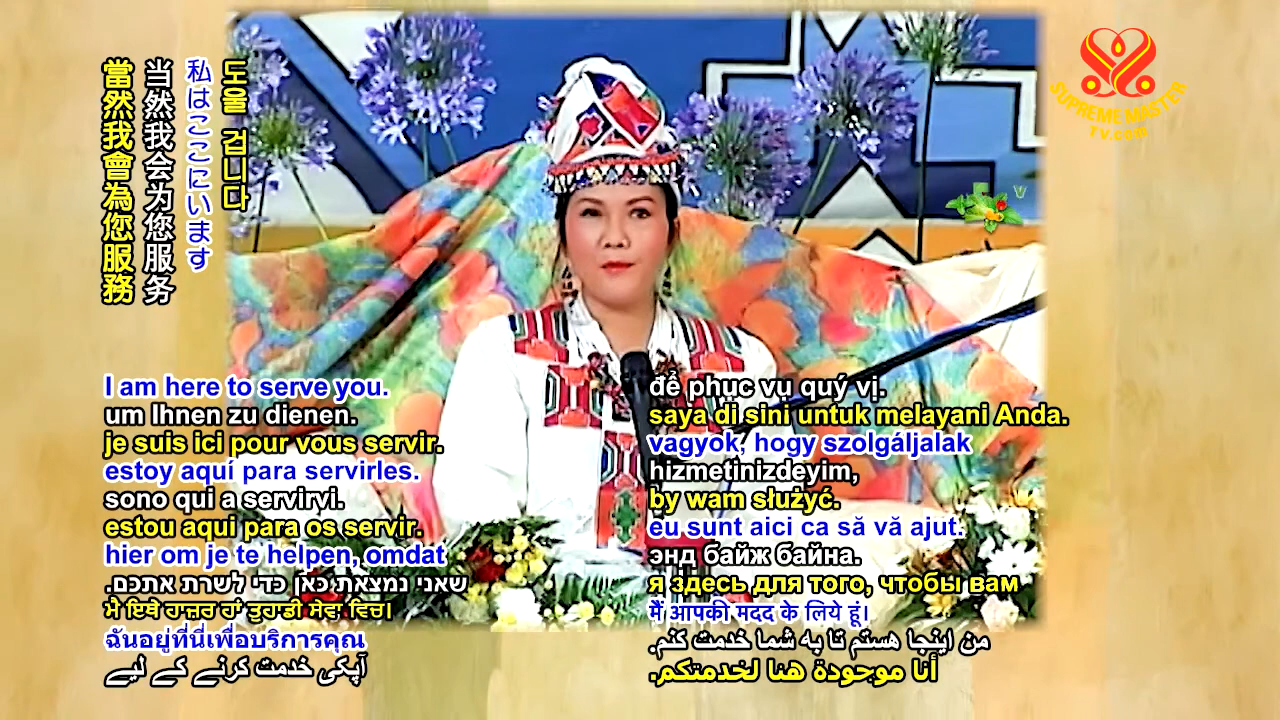 도울 겁니다
私はここにいます
当然我会为您服务
當然我會為您服務
SUPREME MASTER
TV.com
I am here to serve you.
um Ihnen zu dienen.
je suis ici pour vous servir.
estoy aquí para servirles.
sono qui a servirvi.
estou aqui para os servir.
hier om je te helpen, omdat
שאני נמצאת כאן כדי לשרת אתכם.
ਮੈਂ ਇਥੇ ਹਾਜ਼ਰ ਹਾਂ ਤੁਹਾਡੀ ਸੇਵਾ ਵਿਚ।
ฉันอยู่ที่นี่เพื่อบริการคุณ
آپکی خدمت کرنے کے لیے
để phục vụ quý vị.
saya di sini untuk melayani Anda.
vagyok, hogy szolgáljalak
hizmetinizdeyim,
by wam służyć.
eu sunt aici ca să vă ajut.
энд байж байна.
я здесь для того, чтобы вам
मैं आपकी मदद के लिये हूं।
من اینجا هستم تا به شما خدمت کنم.
أنا موجودة هنا لخدمتكم.